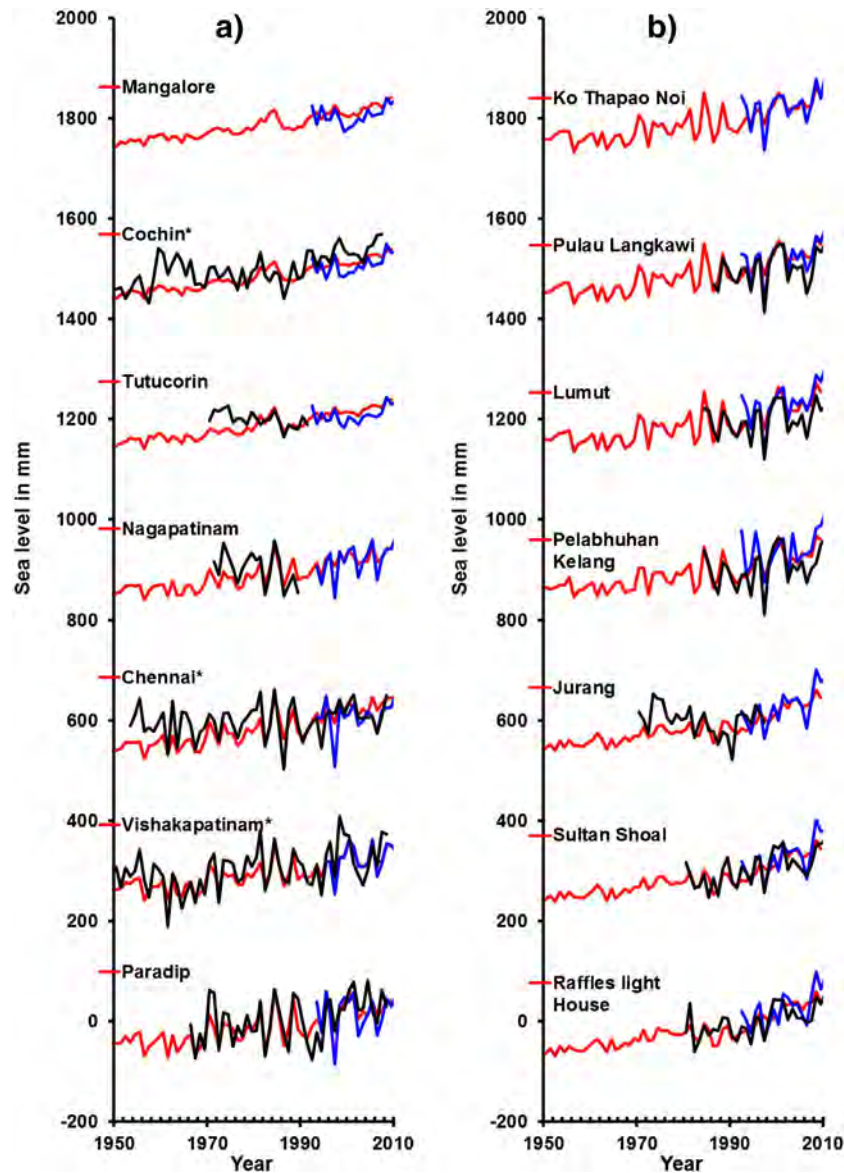 a)
2000
1800
1600
1400
1200
1000
800
600
400
200
0
-200
Sea level in mm
Mangalore
Cochin*
Tutucorin
Nagapatinam
Chennai*
Vishakapatinam*
Paradip
1950
1970
1990
2010
Year
b)
2000
1800
1600
1400
1200
1000
800
600
400
200
0
-200
Sea level in mm
Ko Thapao Noi
Pulau Langkawi
Lumut
Pelabhuhan
Kelang
Jurang
Sultan Shoal
Raffles light
House
1950
1970
1990
2010
Year